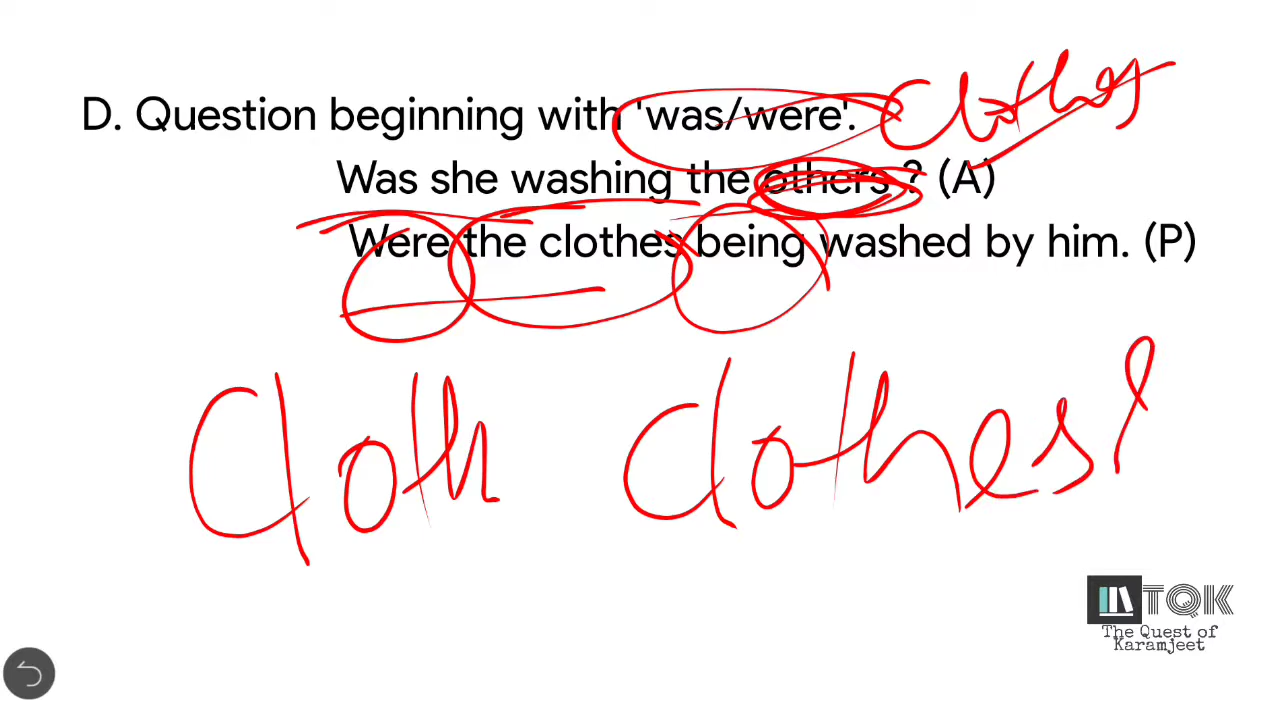 D. Question beginning with 'was/were'. Clothes
Was she washing the others ? (A)
Were the clothes being washed by him. (P)
Cloth clothes
TQK
The Quest of
Karamjeet